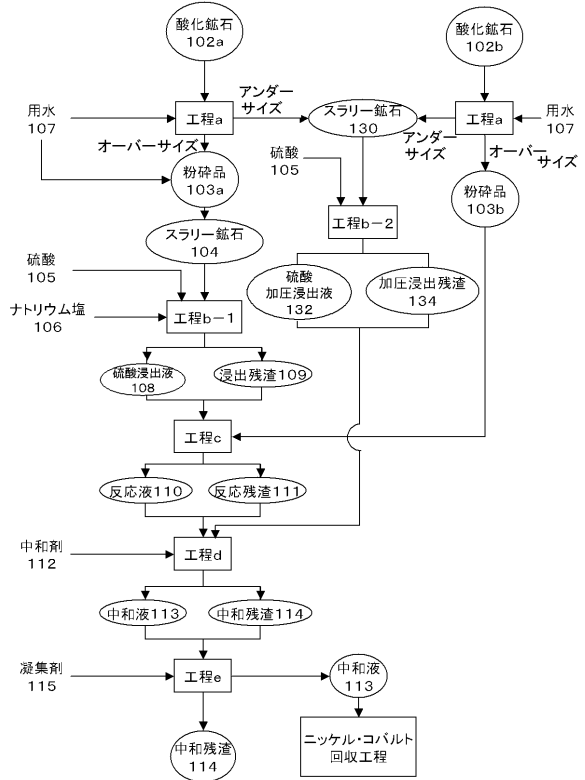 酸化鉱石
102a
酸化鉱石
102b
用水
107
工程a
アンダー
サイズ
スラリー鉱石
130
アンダー
サイズ
工程a
用水
107
オーバーサイズ
オーバー
サイズ
粉砕品
103a
硫酸
105
粉砕品
103b
スラリー鉱石
104
工程b-2
硫酸
105
ナトリウム塩
106
工程b-1
硫酸
加圧浸出液
132
加圧浸出残渣
134
硫酸浸出液
108
浸出残渣109
工程c
反応液110
反応残渣111
中和剤
112
工程d
中和液113
中和残渣114
凝集剤
115
工程e
中和液
113
中和残渣
114
ニッケル・コバルト
回収工程